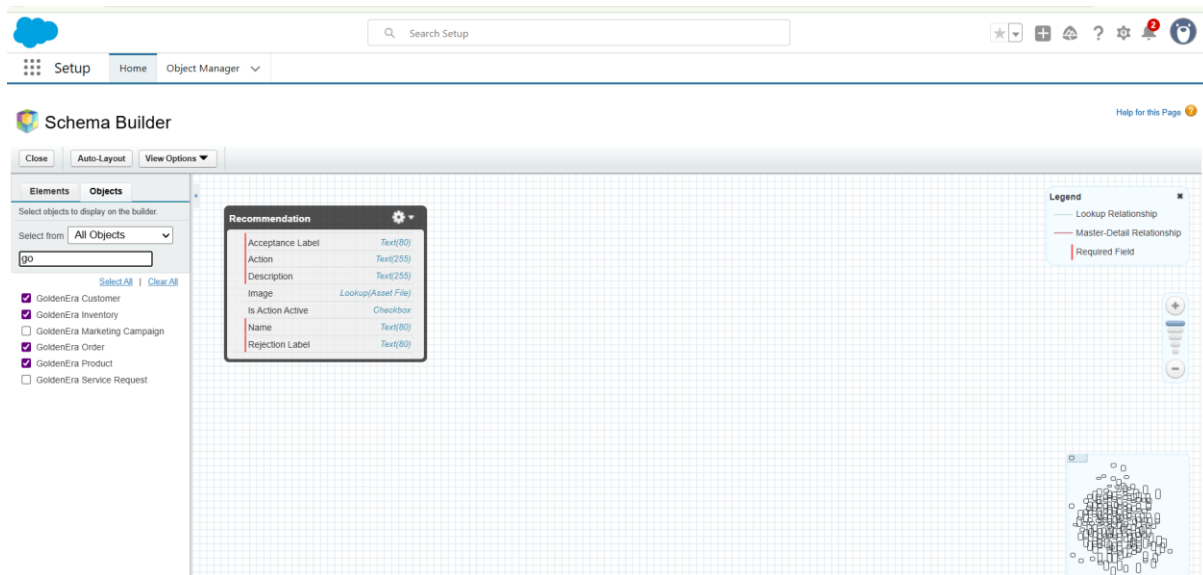 Search Setup
2
Setup Home Object Manager
Schema Builder
Help for this Page ?
Close Auto-Layout View Options
Elements Objects
Select objects to display on the builder.
Select from All Objects
go
Select All | Clear All
GoldenEra Customer
GoldenEra Inventory
GoldenEra Marketing Campaign
GoldenEra Order
GoldenEra Product
GoldenEra Service Request
Recommendation
Acceptance Label Text(80)
Action Text(255)
Description Text(255)
Image Lookup(Asset File)
Is Action Active Checkbox
Name Text(80)
Rejection Label Text(80)
Legend
Lookup Relationship
Master-Detail Relationship
Required Field